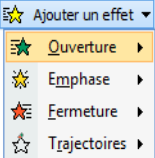 Ajouter un effet
Ouverture
Emphase
Fermeture
Trajectoires